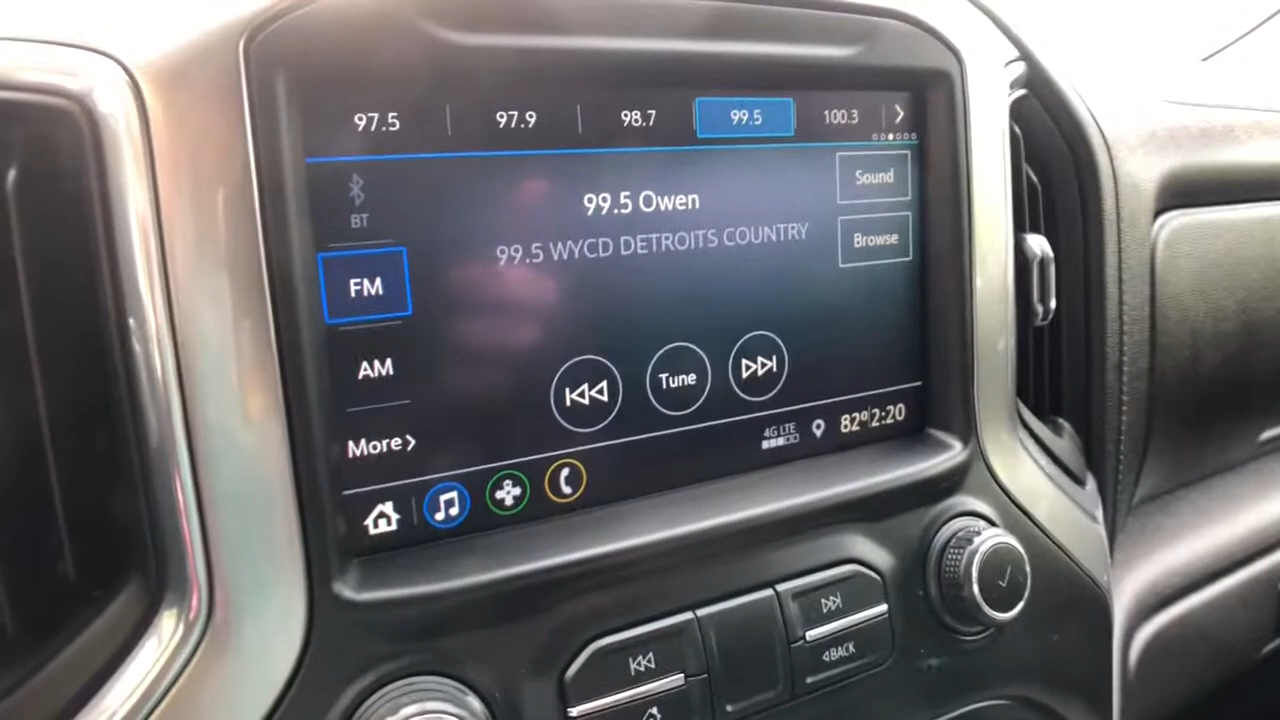 97.5 97.9 98.7 99.5 100.3
BT
Sound
99.5 Owen
99.5 WYCD DETROITS COUNTRY
Browse
FM
AM
Tune
More
4G LTE
82° 2:20
BACK